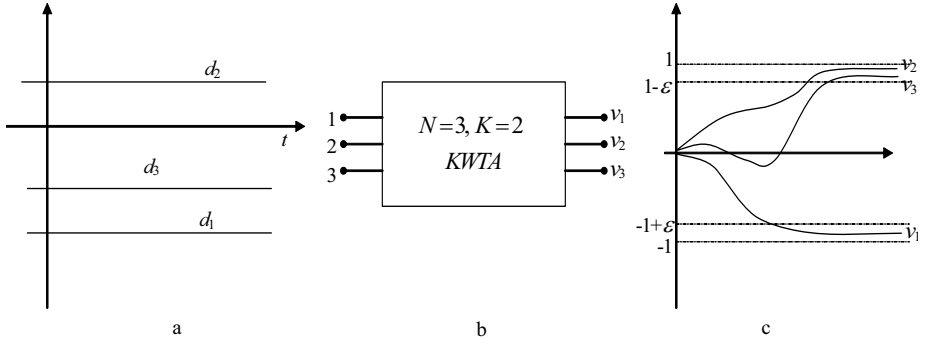 d2
t
d3
d1
a
1
2
3
N=3, K=2
KWTA
v1
v2
v3
b
1
v2
1-ε
v3
-1+ε
v1
-1
c